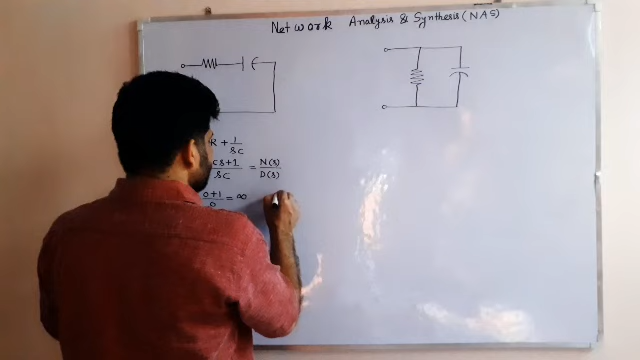 Network Analysis & Synthesis (NAS)
R + 1/SC
CS+1/SC = N(S)/D(S)
0+1/0 = ∞